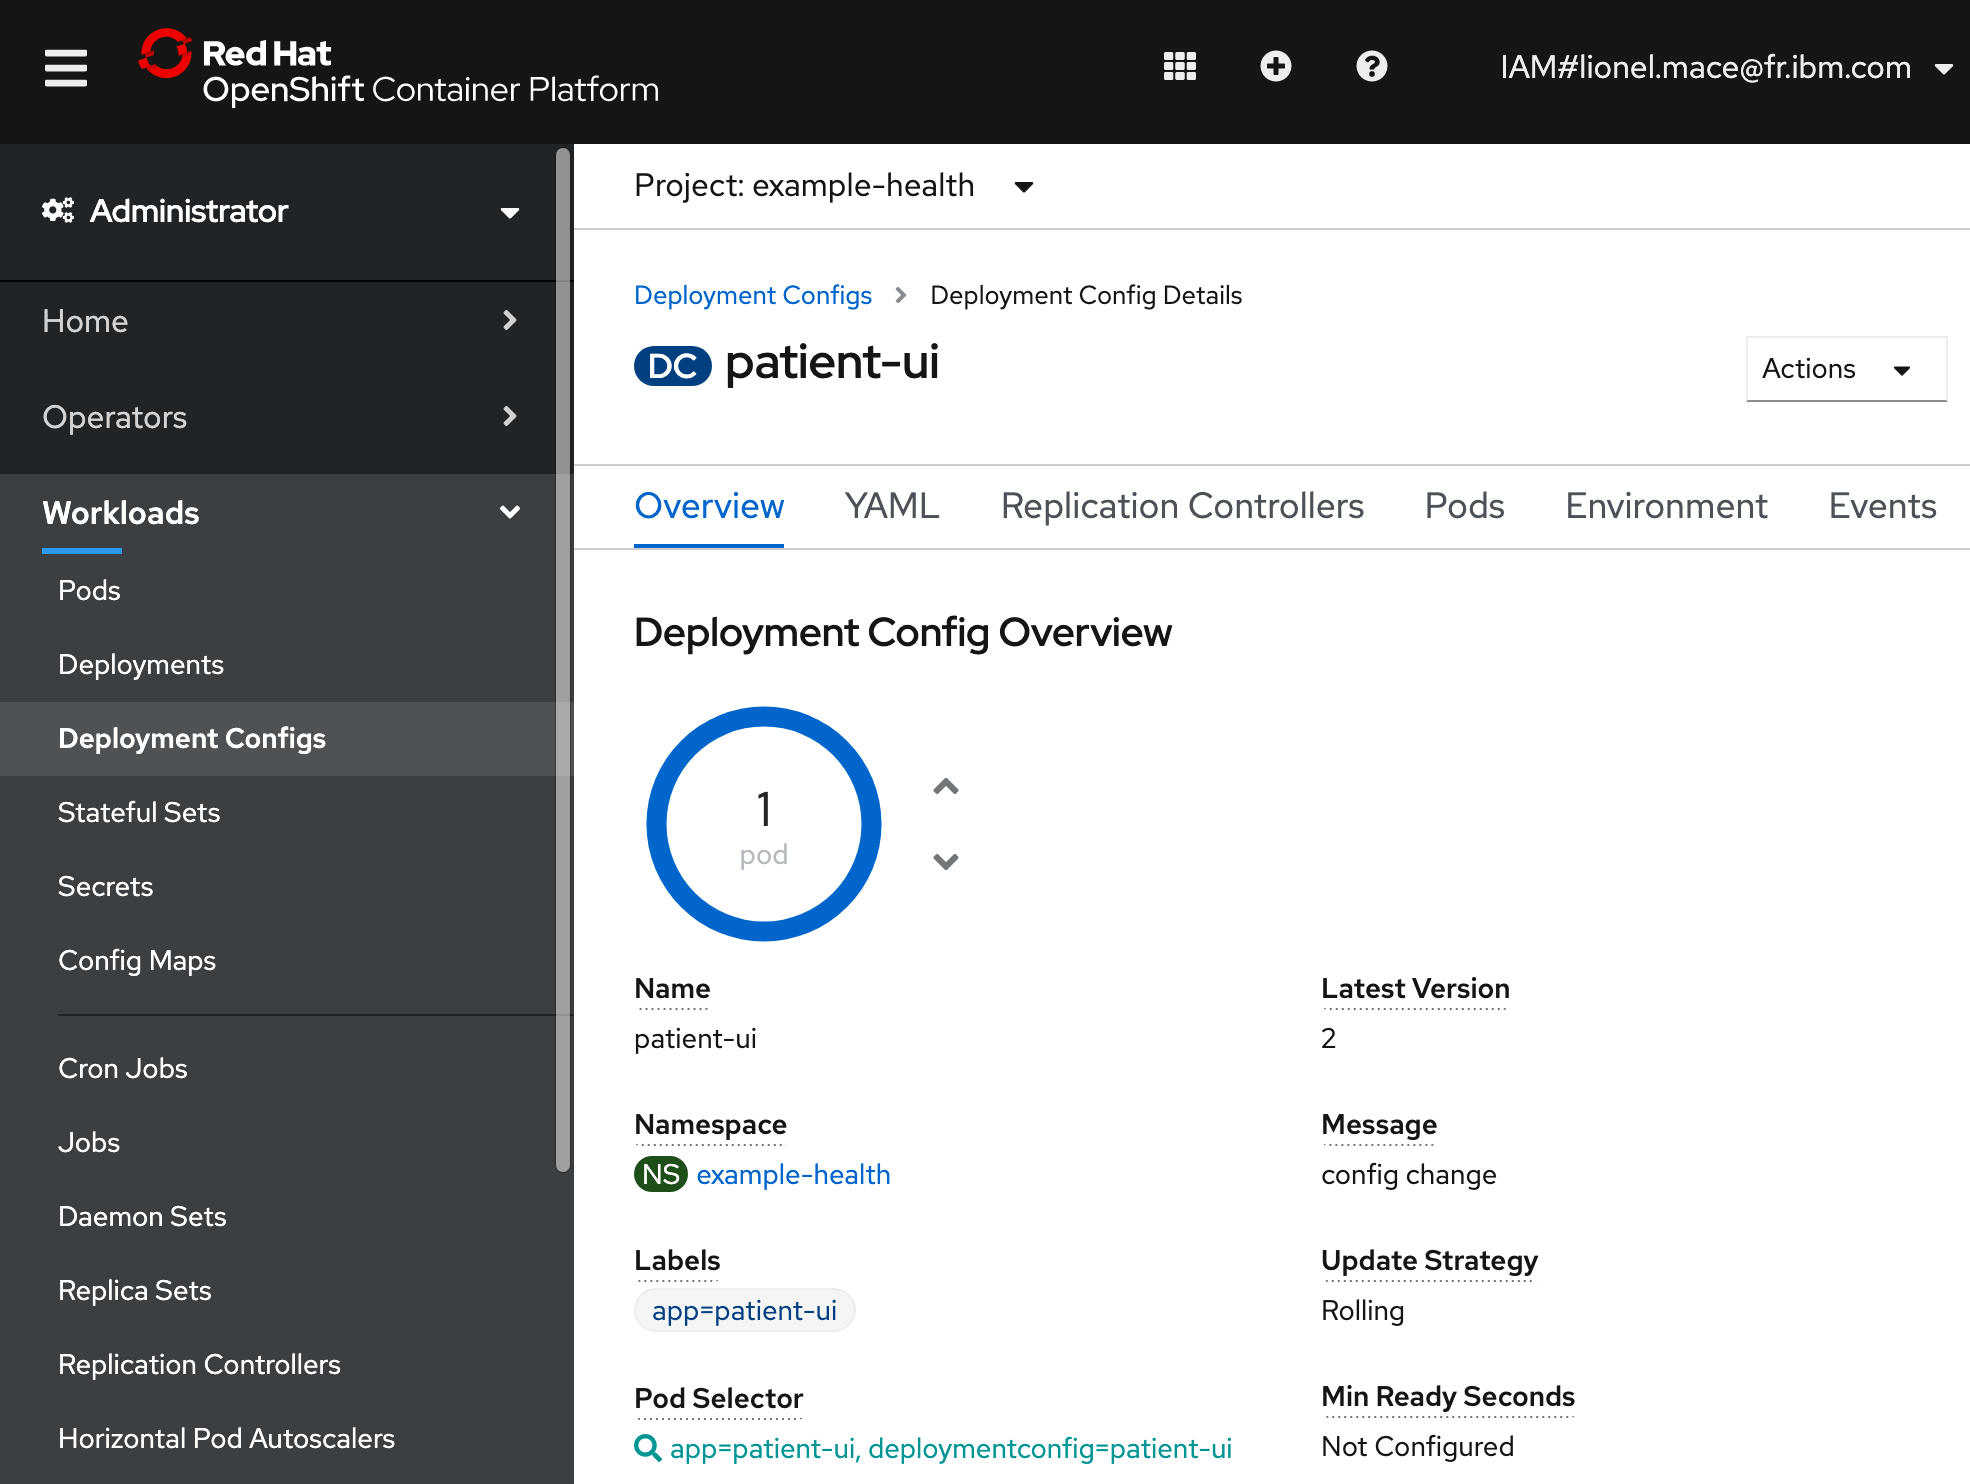 Red Hat
OpenShift Container Platform
IAM#lionel.mace@fr.ibm.com
Administrator
Home
Operators
Workloads
Pods
Deployments
Deployment Configs
Stateful Sets
Secrets
Config Maps
Cron Jobs
Jobs
Daemon Sets
Replica Sets
Replication Controllers
Horizontal Pod Autoscalers
Project: example-health
Deployment Configs > Deployment Config Details
DC patient-ui
Actions
Overview YAML Replication Controllers Pods Environment Events
Deployment Config Overview
1
pod
Name
patient-ui
Namespace
NS example-health
Labels
app=patient-ui
Pod Selector
app=patient-ui, deploymentconfig=patient-ui
Latest Version
2
Message
config change
Update Strategy
Rolling
Min Ready Seconds
Not Configured